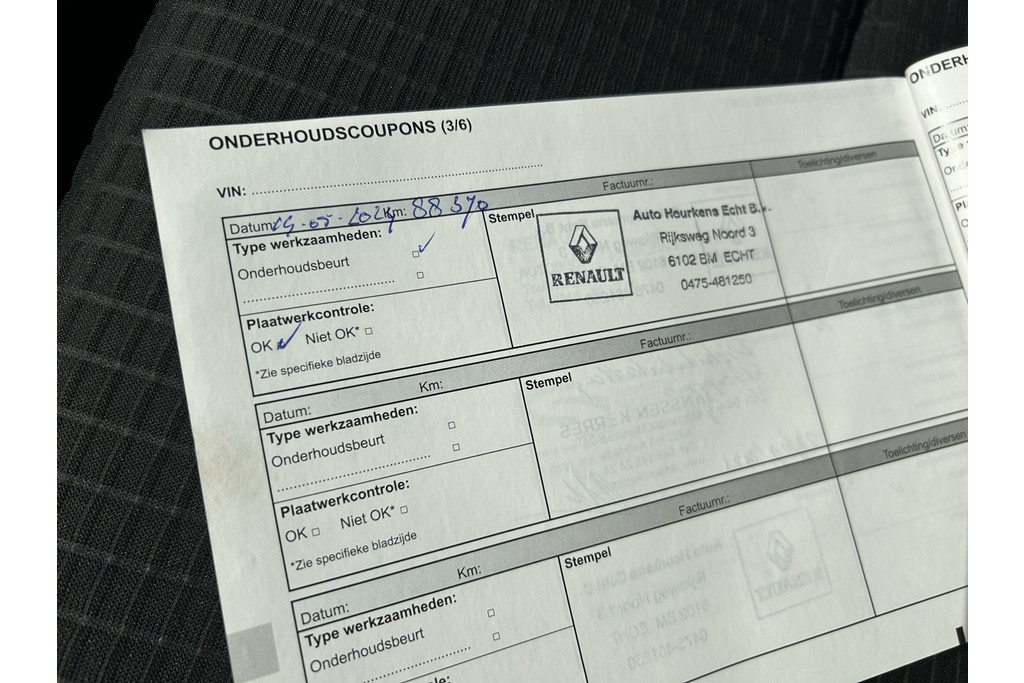 ONDERHOUDSCOUPONS (3/6)
VIN:
Factuurnr.: Toelichting/diversen
Datum: Km: 88 370
Type werkzaamheden:
Onderhoudsbeurt
Stempel
RENAULT
Auto Hourkens Echt B.V.
Rijksweg Noord 3
6102 BM ECHT
0475-481250
Plaatwerkcontrole:
OK Niet OK*
*Zie specifieke bladzijde
Datum: Km: Factuurnr.: Toelichting/diversen
Type werkzaamheden:
Onderhoudsbeurt
Stempel
Plaatwerkcontrole:
OK Niet OK*
*Zie specifieke bladzijde
Datum: Km: Factuurnr.: Toelichting/diversen
Type werkzaamheden:
Onderhoudsbeurt
Stempel
ONDERH
VIN: